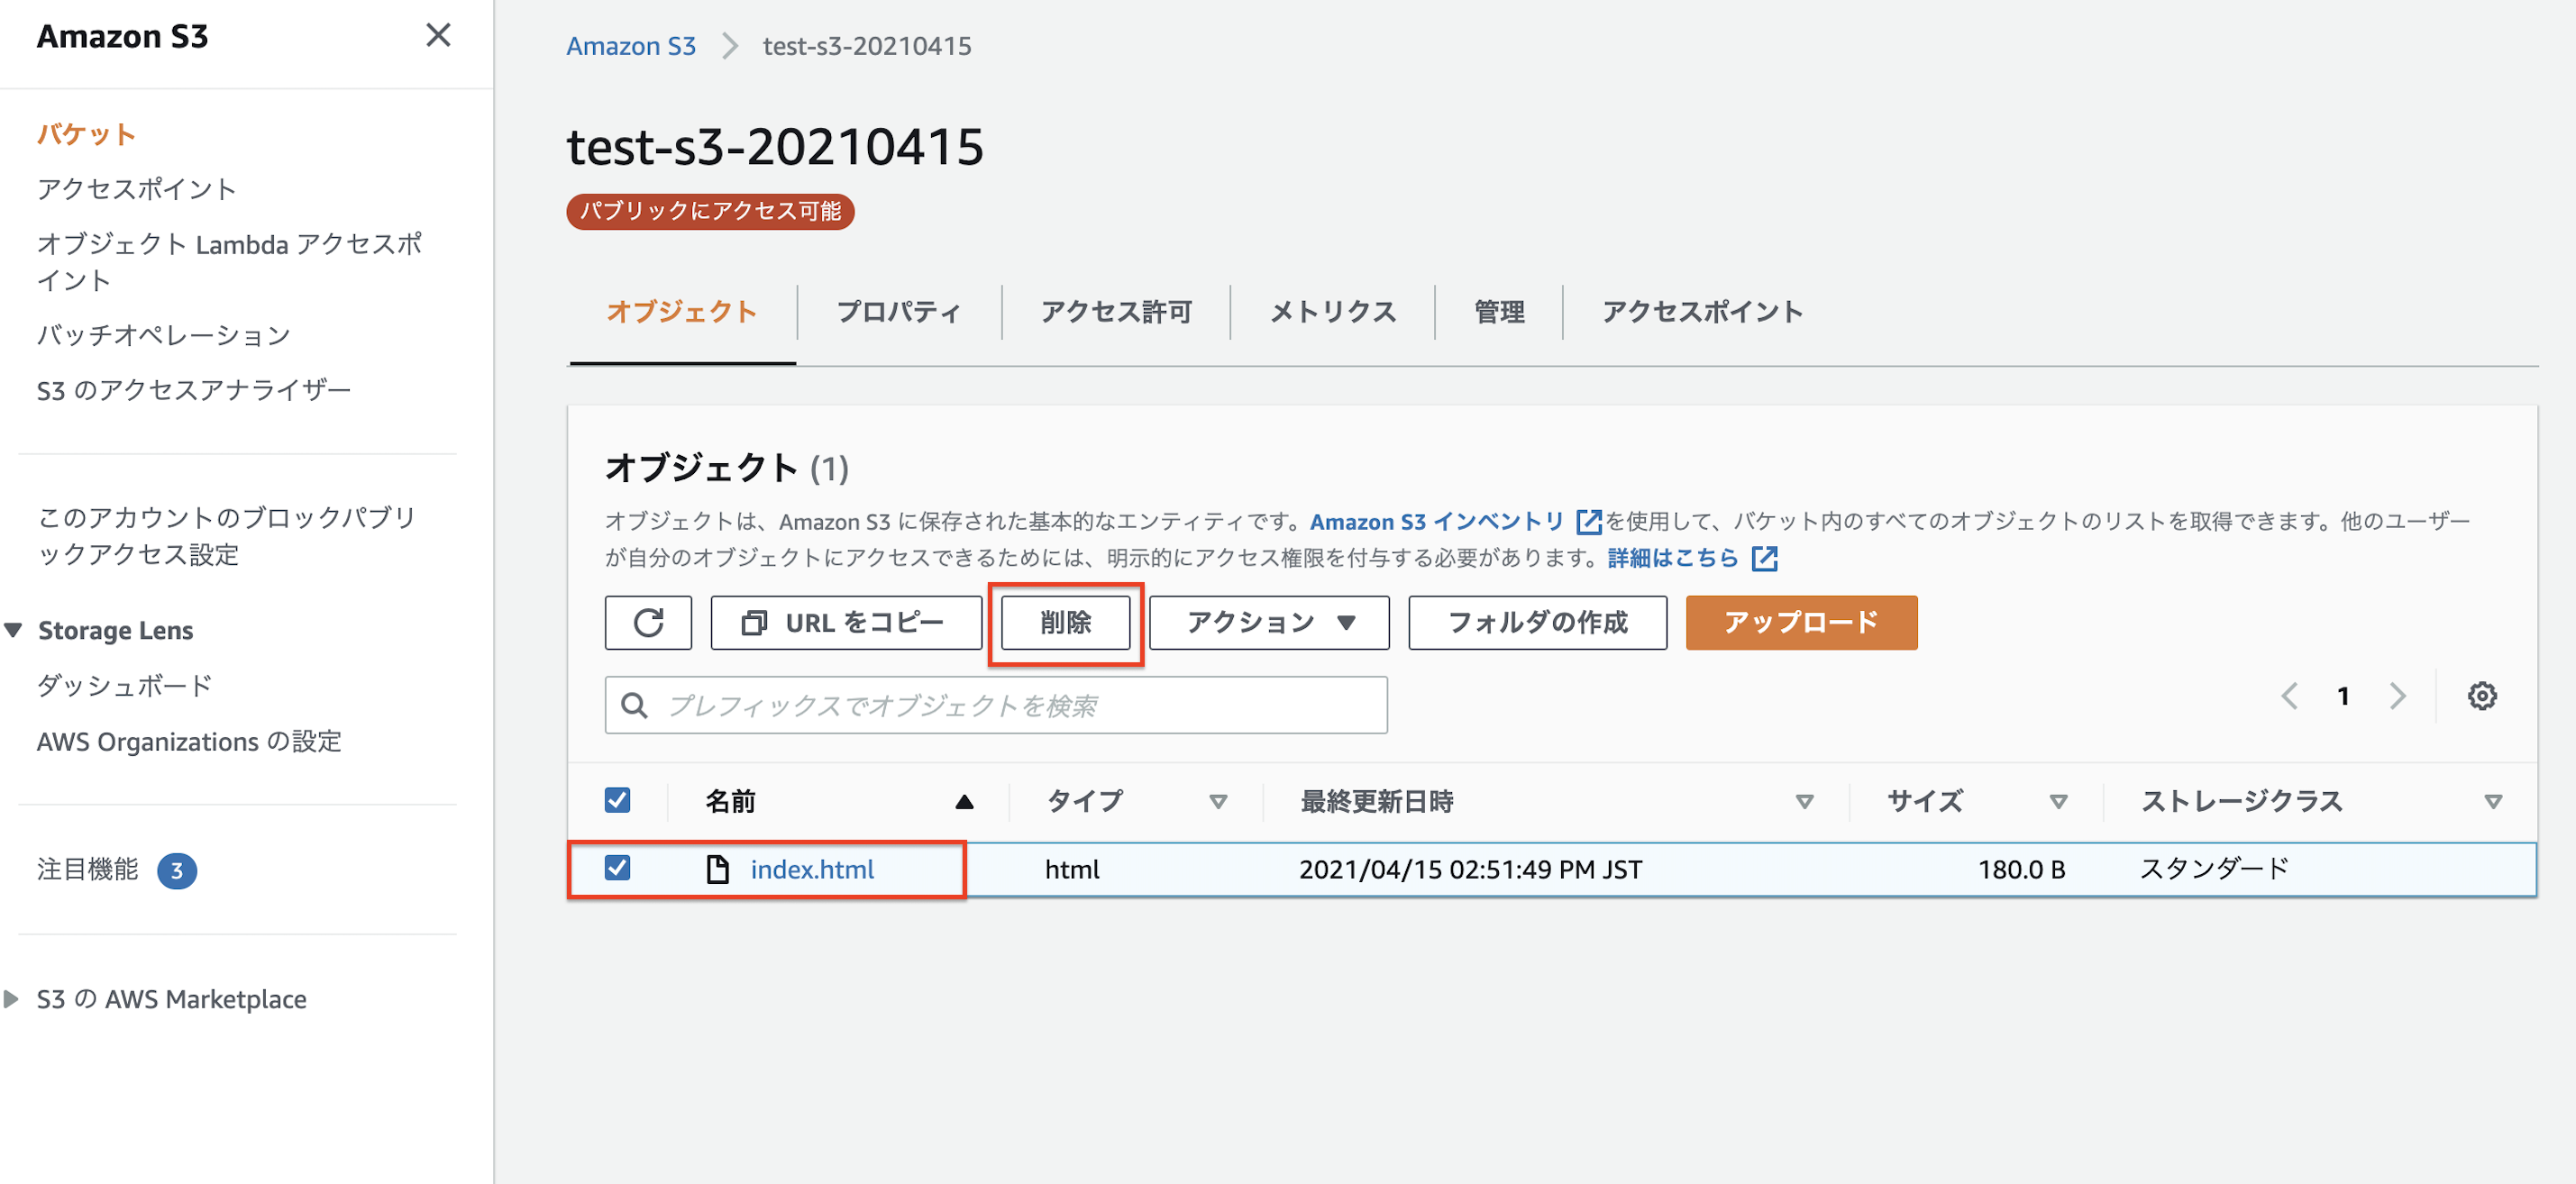 Amazon S3
バケット
アクセスポイント
オブジェクト Lambda アクセスポ
イント
バッチオペレーション
S3 のアクセスアナライザー
このアカウントのブロックパブリ
ックアクセス設定
Storage Lens
ダッシュボード
AWS Organizations の設定
注目機能 3
S3 の AWS Marketplace
Amazon S3 test-s3-20210415
test-s3-20210415
パブリックにアクセス可能
オブジェクト プロパティ アクセス許可 メトリクス 管理 アクセスポイント
オブジェクト (1)
オブジェクトは、Amazon S3 に保存された基本的なエンティティです。Amazon S3 インベントリ を使用して、バケット内のすべてのオブジェクトのリストを取得できます。他のユーザー
が自分のオブジェクトにアクセスできるためには、明示的にアクセス権限を付与する必要があります。詳細はこちら
URL をコピー 削除 アクション フォルダの作成 アップロード
プレフィックスでオブジェクトを検索 1
名前 タイプ 最終更新日時 サイズ ストレージクラス
index.html html 2021/04/15 02:51:49 PM JST 180.0 B スタンダード